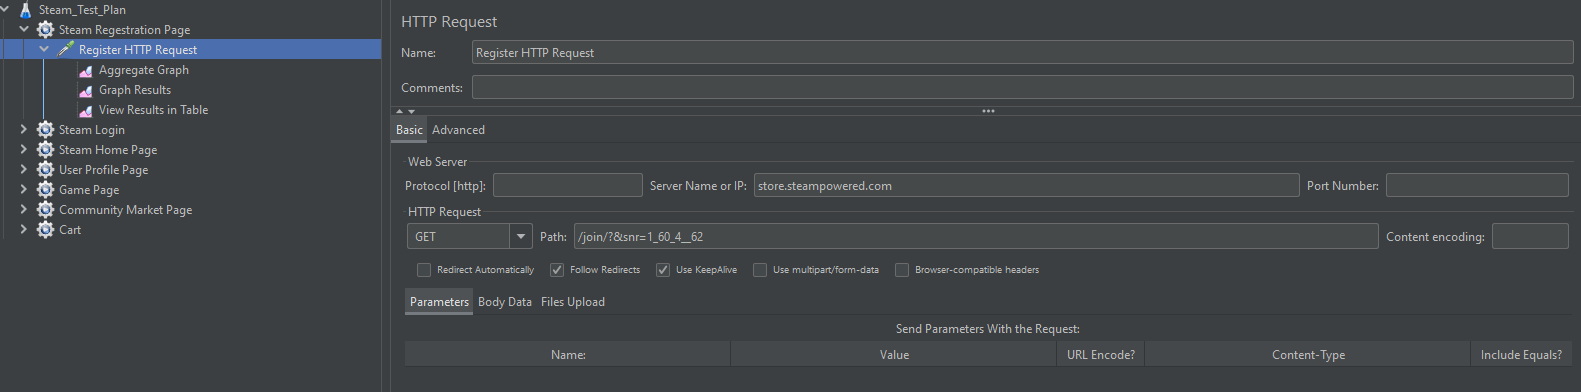 Steam_Test_Plan
Steam Regestration Page
Register HTTP Request
Aggregate Graph
Graph Results
View Results in Table
Steam Login
Steam Home Page
User Profile Page
Game Page
Community Market Page
Cart
HTTP Request
Name: Register HTTP Request
Comments:
Basic Advanced
Web Server
Protocol [http]: Server Name or IP: store.steampowered.com Port Number:
HTTP Request
GET Path: /join/?&snr=1_60_4__62 Content encoding:
Redirect Automatically Follow Redirects Use KeepAlive Use multipart/form-data Browser-compatible headers
Parameters Body Data Files Upload
Send Parameters With the Request:
Name: Value URL Encode? Content-Type Include Equals?